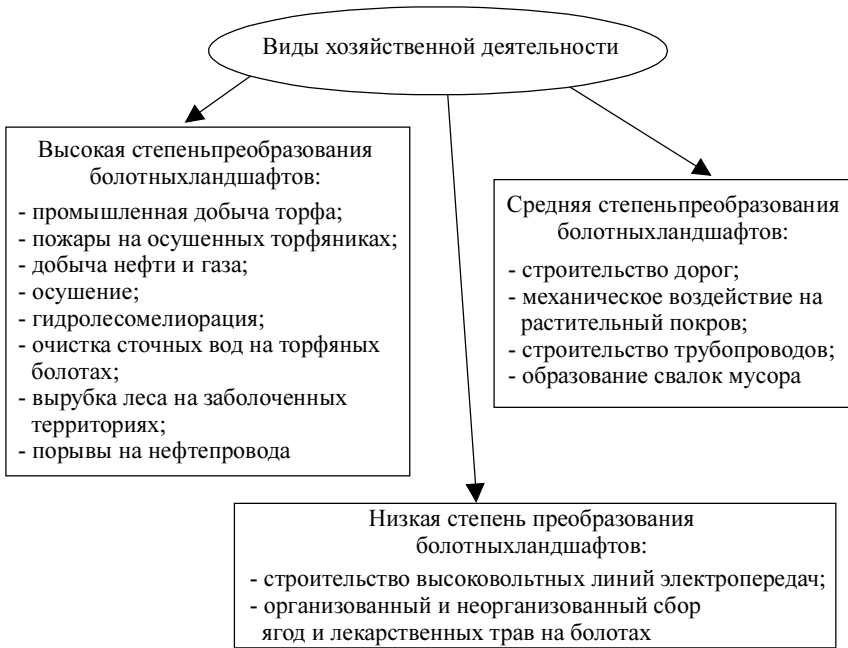 Виды хозяйственной деятельности
Высокая степеньпреобразования
болотныхландшафтов:
- промышленная добыча торфа;
- пожары на осушенных торфяниках;
- добыча нефти и газа;
- осушение;
- гидролесомелиорация;
- очистка сточных вод на торфяных
болотах;
- вырубка леса на заболоченных
территориях;
- порывы на нефтепровода
Средняя степеньпреобразования
болотныхландшафтов:
- строительство дорог;
- механическое воздействие на
растительный покров;
- строительство трубопроводов;
- образование свалок мусора
Низкая степень преобразования
болотныхландшафтов:
- строительство высоковольтных линий электропередач;
- организованный и неорганизованный сбор
ягод и лекарственных трав на болотах